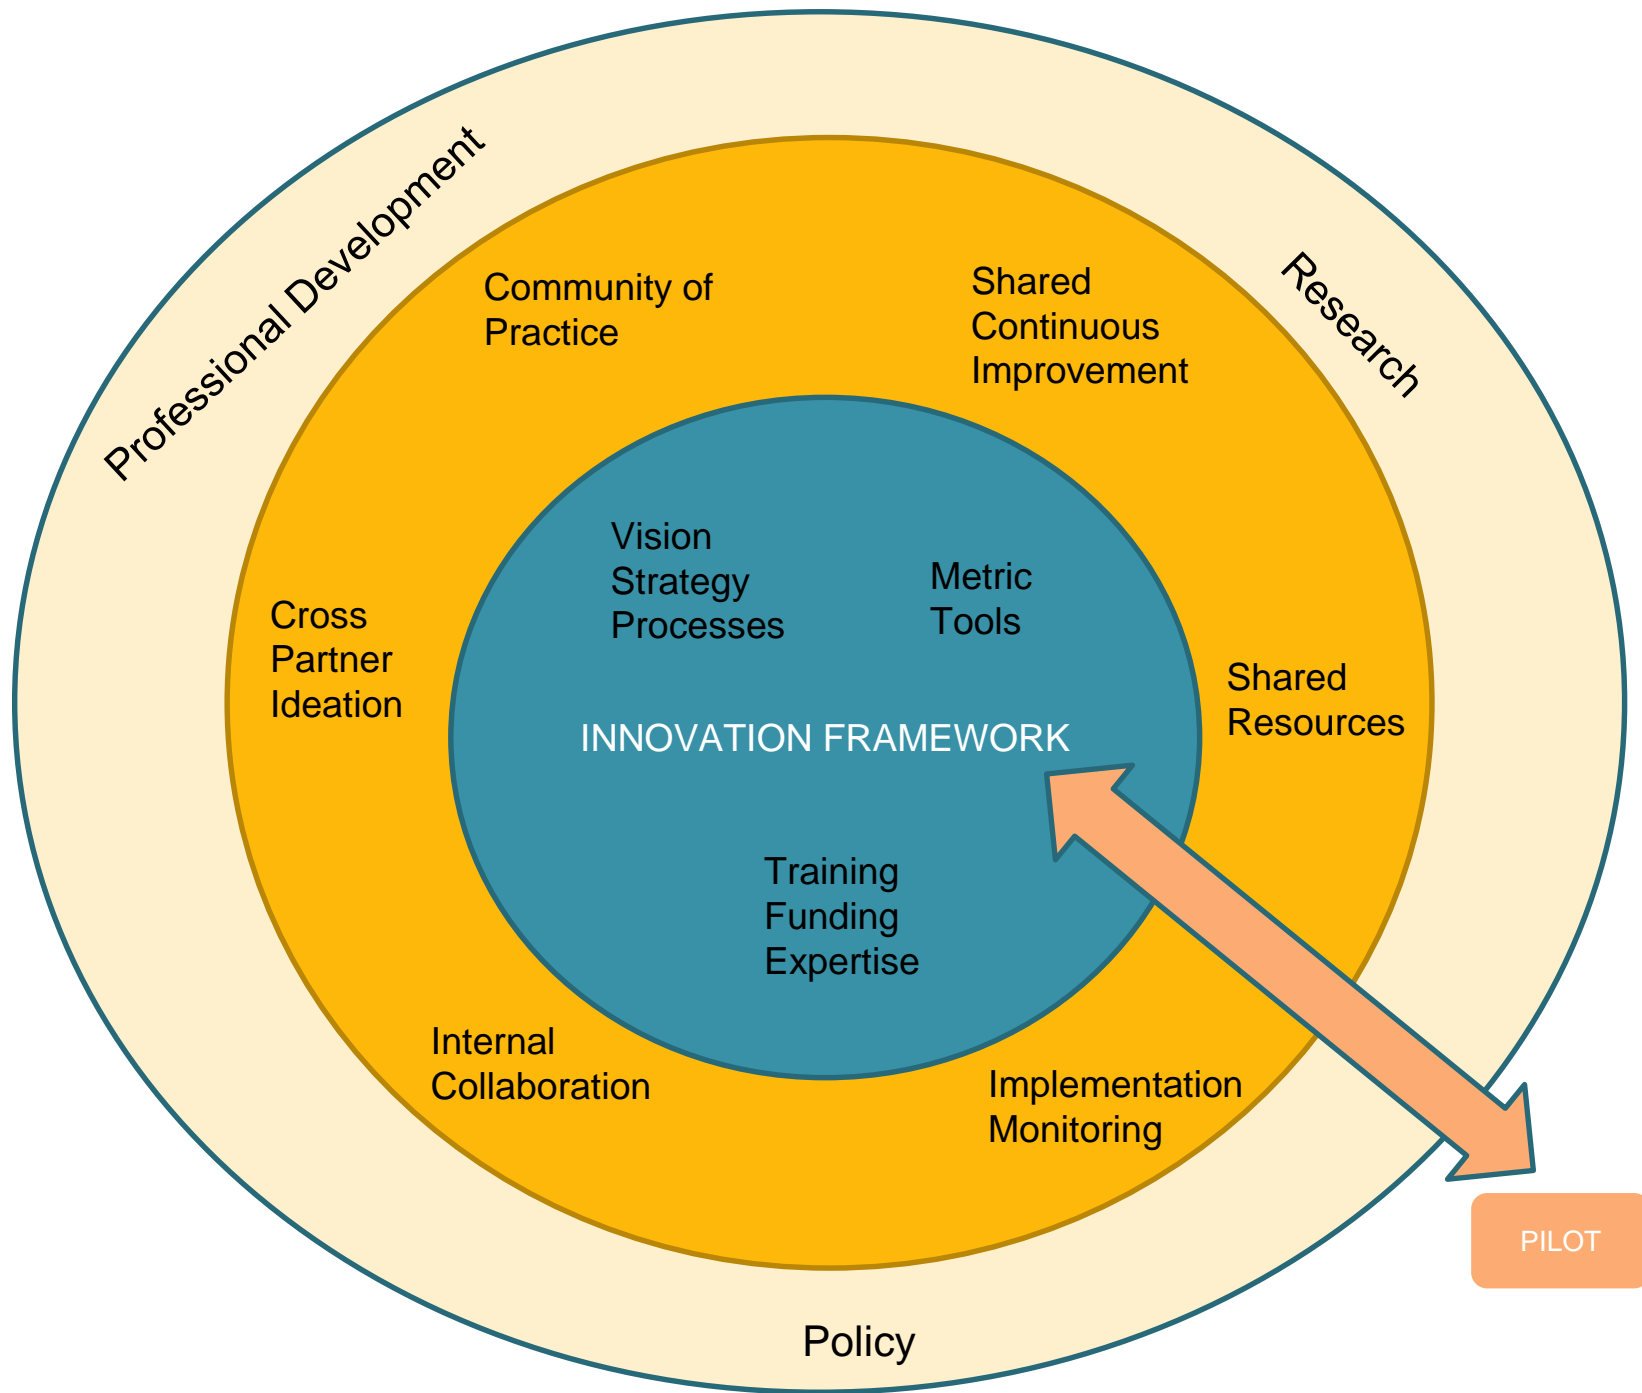 Professional Development
Research
Community of
Practice
Shared
Continuous
Improvement
Vision
Strategy
Processes
Metric
Tools
Cross
Partner
Ideation
Shared
Resources
INNOVATION FRAMEWORK
Training
Funding
Expertise
Internal
Collaboration
Implementation
Monitoring
PILOT
Policy